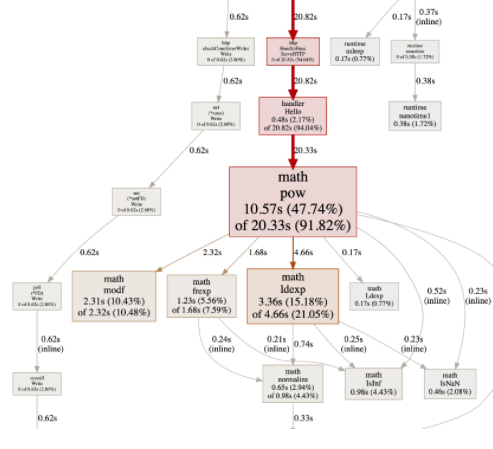 0.62s
20.82s
0.17s
0.37s
(inline)
http
checkConnErrorWriter
Write
0 of 0.62s (2.80%)
http
HandlerFunc
ServeHTTP
0 of 20.82s (94.04%)
runtime
usleep
0.17s (0.77%)
runtime
nanotime
0 of 0.38s (1.72%)
0.62s
20.82s
0.38s
net
(*conn)
Write
0 of 0.62s (2.80%)
handler
Hello
0.48s (2.17%)
of 20.82s (94.04%)
runtime
nanotime1
0.38s (1.72%)
0.62s
20.33s
math
pow
10.57s (47.74%)
of 20.33s (91.82%)
net
(*netFD)
Write
0 of 0.62s (2.80%)
0.62s
2.32s
1.68s
4.66s
0.17s
0.52s
(inline)
0.23s
(inline)
poll
(*FD)
Write
0 of 0.62s (2.80%)
math
modf
2.31s (10.43%)
of 2.32s (10.48%)
math
frexp
1.23s (5.56%)
of 1.68s (7.59%)
math
ldexp
3.36s (15.18%)
of 4.66s (21.05%)
math
Ldexp
0.17s (0.77%)
0.62s
(inline)
0.24s
(inline)
0.21s
(inline)
0.74s
0.25s
(inline)
0.23s
(inline)
syscall
Write
0 of 0.62s (2.80%)
math
normalize
0.65s (2.94%)
of 0.98s (4.43%)
math
IsInf
0.98s (4.43%)
math
IsNaN
0.46s (2.08%)
0.62s
0.33s